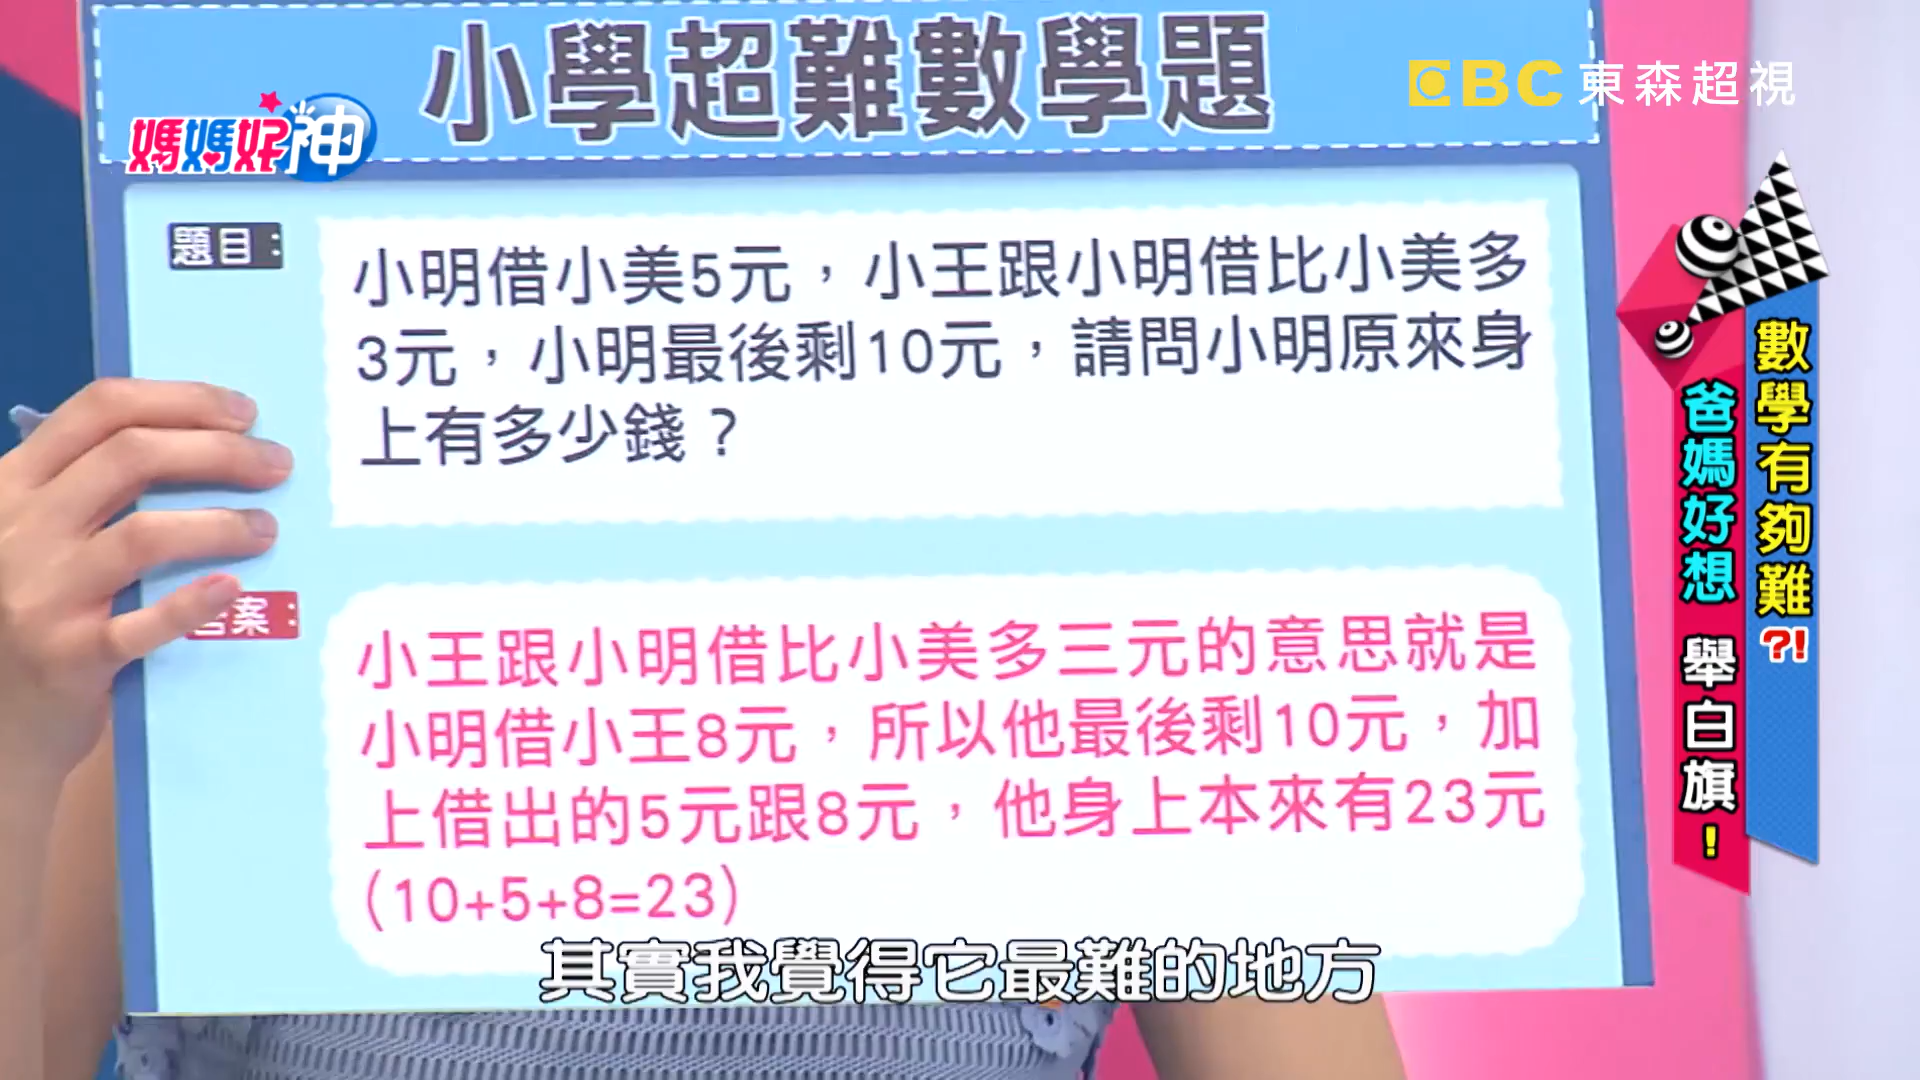 小學超難數學題
媽媽好神
EBC 東森超視
題目：
小明借小美5元，小王跟小明借比小美多
3元，小明最後剩10元，請問小明原來身
上有多少錢？
答案：
小王跟小明借比小美多三元的意思就是
小明借小王8元，所以他最後剩10元，加
上借出的5元跟8元，他身上本來有23元
(10+5+8=23)
數學有夠難?!
爸媽好想 舉白旗！
其實我覺得它最難的地方